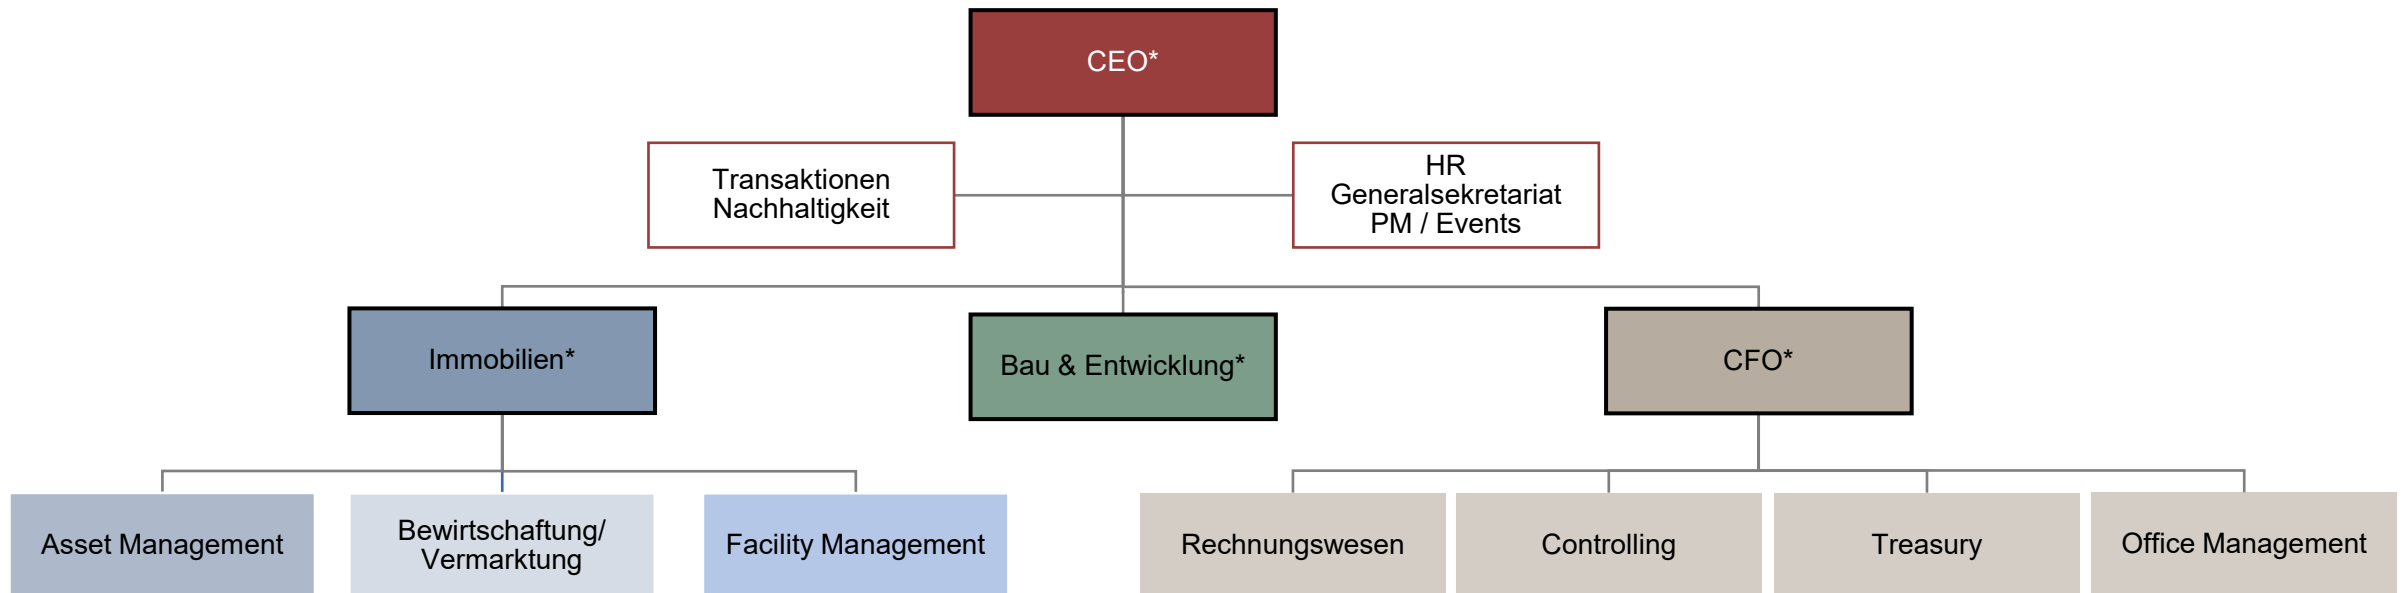 CEO*
Transaktionen
Nachhaltigkeit
HR
Generalsekretariat
PM / Events
Immobilien*
Bau & Entwicklung*
CFO*
Asset Management
Bewirtschaftung/
Vermarktung
Facility Management
Rechnungswesen
Controlling
Treasury
Office Management